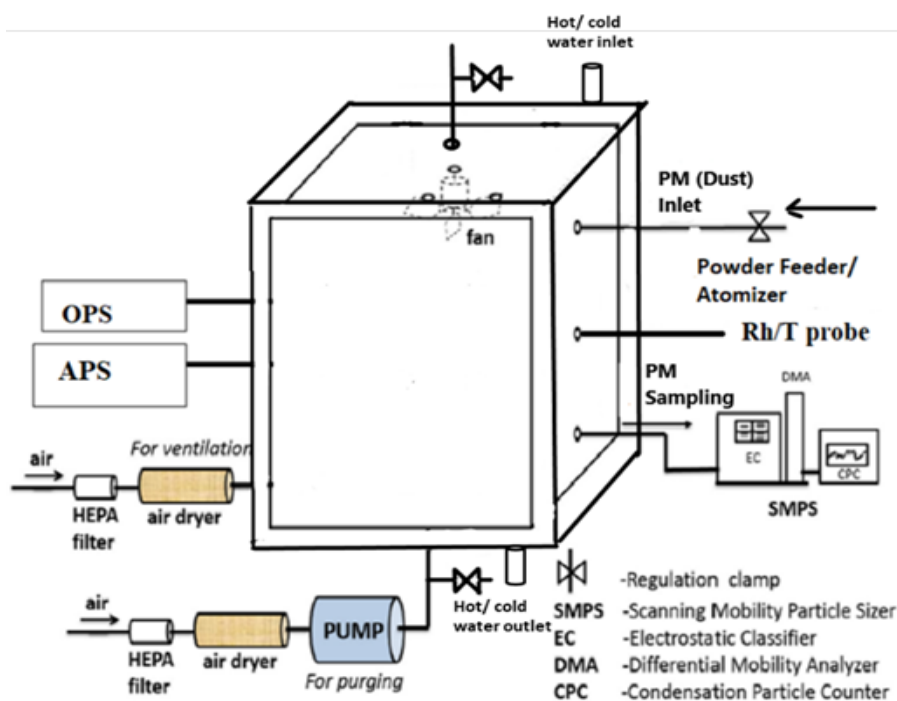 Hot/ cold
water inlet
PM (Dust)
Inlet
fan
Powder Feeder/
Atomizer
OPS
Rh/T probe
APS
PM
Sampling
DMA
For ventilation
air
EC
CPC
HEPA
filter
air dryer
SMPS
-Regulation clamp
air
Hot/ cold
water outlet
SMPS -Scanning Mobility Particle Sizer
PUMP
EC -Electrostatic Classifier
HEPA
filter
air dryer
DMA -Differential Mobility Analyzer
For purging
CPC -Condensation Particle Counter